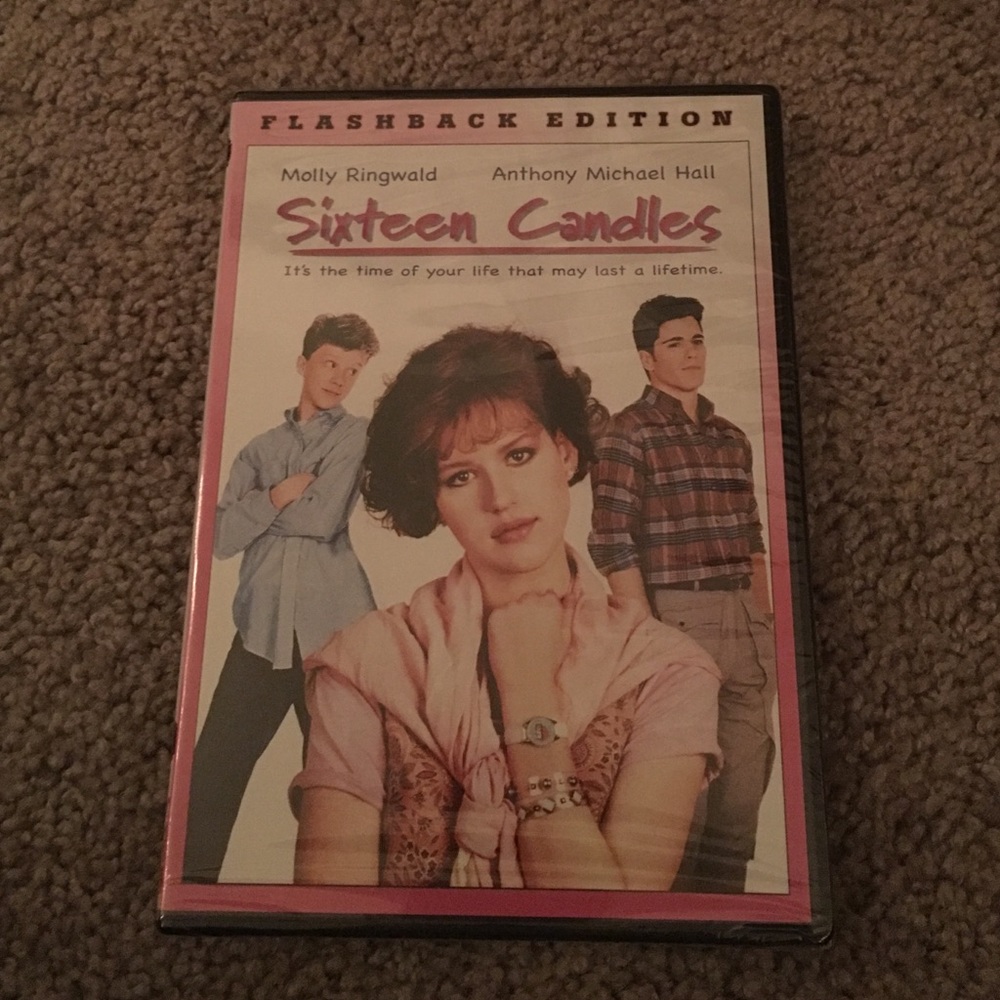 FLASHBACK EDITION
Molly Ringwald Anthony Michael Hall
Sixteen Candles
It's the time of your life that may last a lifetime.